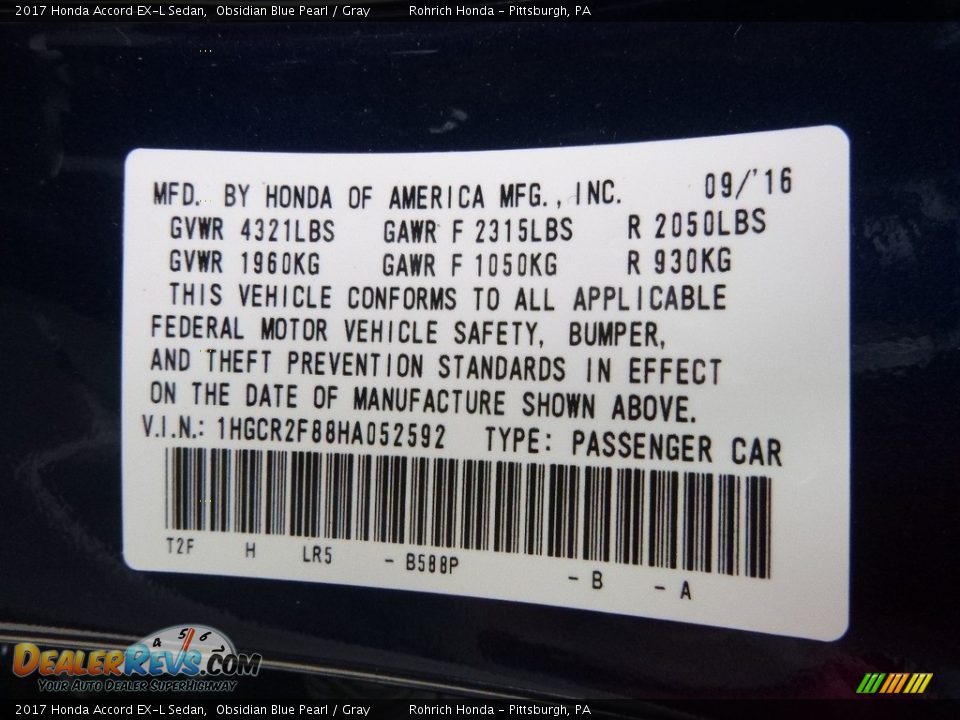 2017 Honda Accord EX-L Sedan, Obsidian Blue Pearl / Gray Rohrich Honda - Pittsburgh, PA
MFD. BY HONDA OF AMERICA MFG., INC. 09/'16
GVWR 4321LBS GAWR F 2315LBS R 2050LBS
GVWR 1960KG GAWR F 1050KG R 930KG
THIS VEHICLE CONFORMS TO ALL APPLICABLE
FEDERAL MOTOR VEHICLE SAFETY, BUMPER,
AND THEFT PREVENTION STANDARDS IN EFFECT
ON THE DATE OF MANUFACTURE SHOWN ABOVE.
V.I.N.: 1HGCR2F88HA052592 TYPE: PASSENGER CAR
T2F H LR5 - B588P - B - A
4 5 6
DEALERREVS.COM
Your Auto Dealer SuperHighway
2017 Honda Accord EX-L Sedan, Obsidian Blue Pearl / Gray Rohrich Honda - Pittsburgh, PA